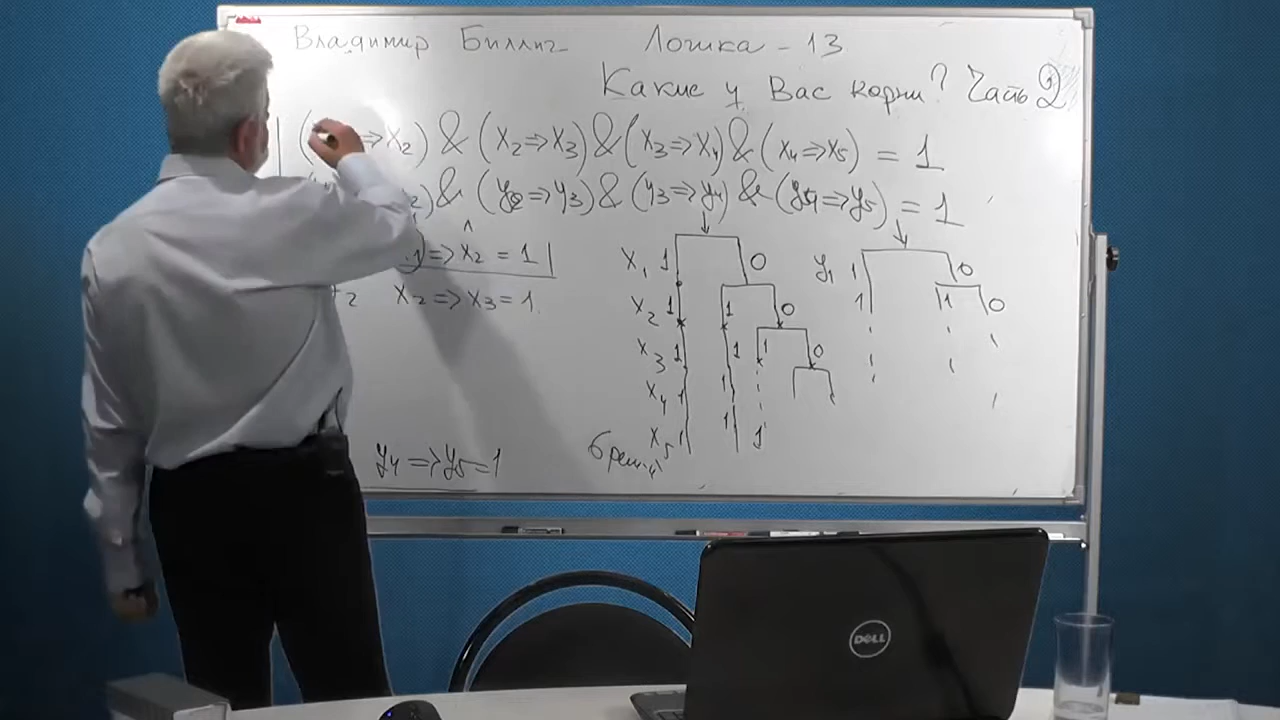 Владимир Биллиг Логика - 13
Какие у Вас корни? Часть 2
( ⇒ x₂) & (x₂ ⇒ x₃) & (x₃ ⇒ x₄) & (x₄ ⇒ x₅) = 1
₂) & (y₂ ⇒ y₃) & (y₃ ⇒ y₄) & (y₄ ⇒ y₅) = 1
⇒ x₂ = 1
x₂ ⇒ x₃ = 1
y₄ ⇒ y₅ = 1
x₁ 1 0
x₂ 1 1 0
x₃ 1 1 1 0
x₄ 1 1
x₅ 1 1 1
y₁ 1 0
1 1 0
DELL